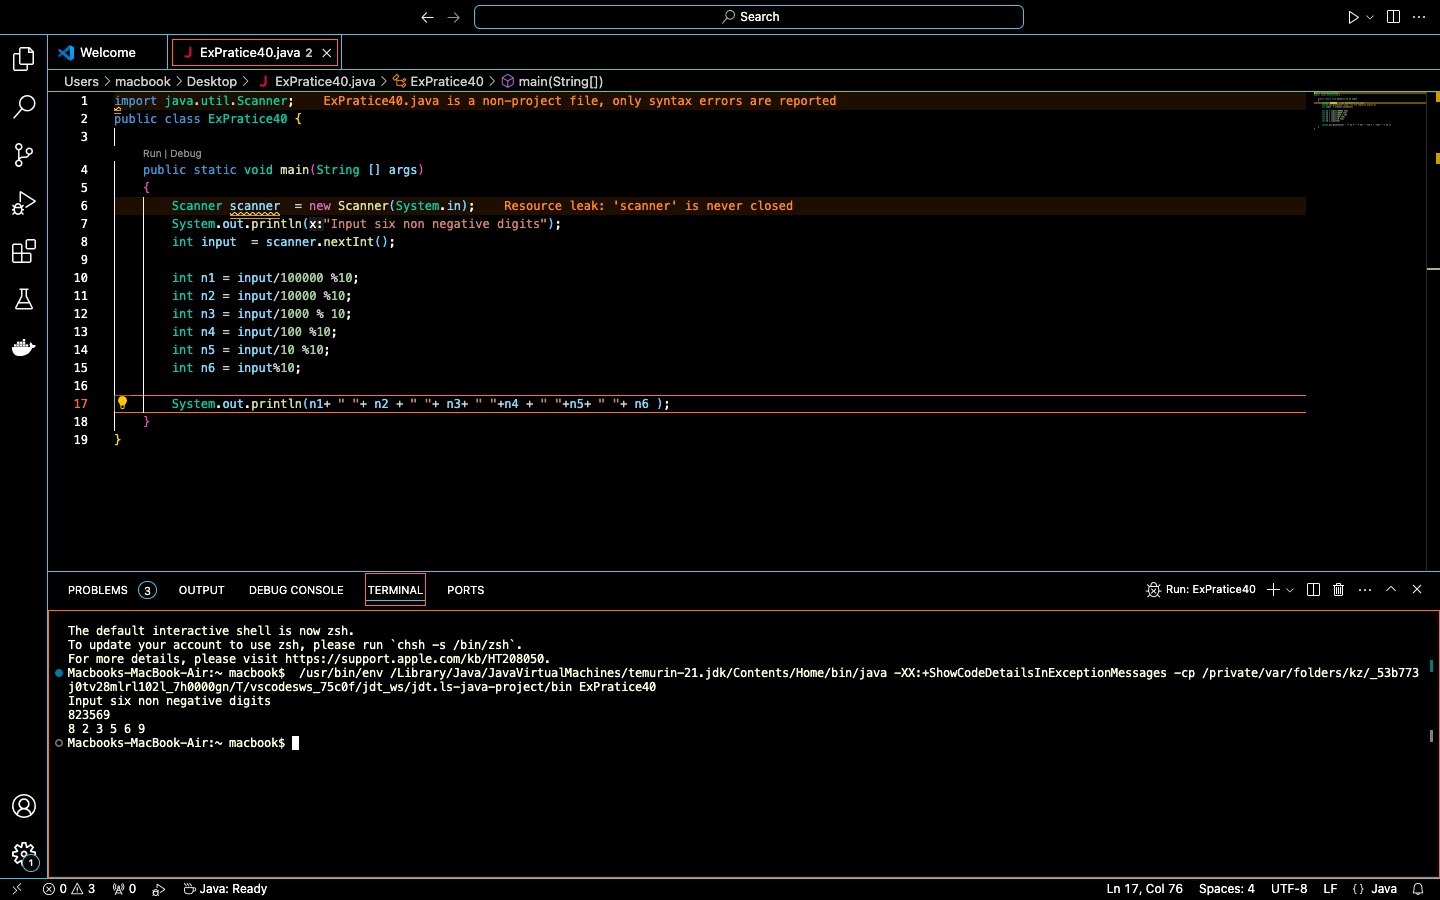 Search
Welcome
J ExPratice40.java 2
Users > macbook > Desktop > J ExPratice40.java > ExPratice40 > main(String[])
1 import java.util.Scanner; ExPratice40.java is a non-project file, only syntax errors are reported
2 public class ExPratice40 {
3
Run | Debug
4 public static void main(String [] args)
5 {
6 Scanner scanner  = new Scanner(System.in); Resource leak: 'scanner' is never closed
7 System.out.println(x:"Input six non negative digits");
8 int input  = scanner.nextInt();
9
10 int n1 = input/100000 %10;
11 int n2 = input/10000 %10;
12 int n3 = input/1000 % 10;
13 int n4 = input/100 %10;
14 int n5 = input/10 %10;
15 int n6 = input%10;
16
17 System.out.println(n1+ " "+ n2 + " "+ n3+ " "+n4 + " "+n5+ " "+ n6 );
18 }
19 }
PROBLEMS 3 OUTPUT DEBUG CONSOLE TERMINAL PORTS Run: ExPratice40
The default interactive shell is now zsh.
To update your account to use zsh, please run `chsh -s /bin/zsh`.
For more details, please visit https://support.apple.com/kb/HT208050.
Macbooks-MacBook-Air:~ macbook$  /usr/bin/env /Library/Java/JavaVirtualMachines/temurin-21.jdk/Contents/Home/bin/java -XX:+ShowCodeDetailsInExceptionMessages -cp /private/var/folders/kz/_53b773
j0tv28mlrl102l_7h0000gn/T/vscodesws_75c0f/jdt_ws/jdt.ls-java-project/bin ExPratice40
Input six non negative digits
823569
8 2 3 5 6 9
Macbooks-MacBook-Air:~ macbook$
1
0 3 0 Java: Ready Ln 17, Col 76 Spaces: 4 UTF-8 LF {} Java